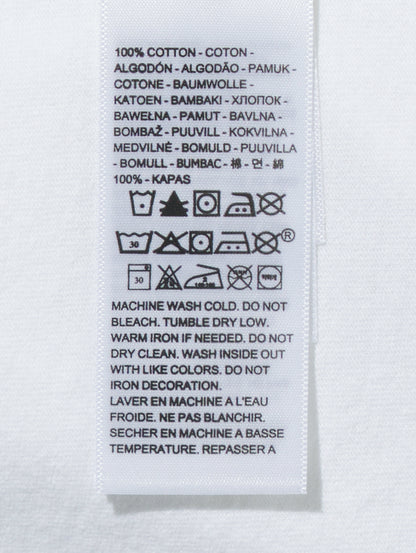 100% COTTON - COTON -
ALGODÓN - ALGODÃO - PAMUK -
COTONE - BAUMWOLLE -
KATOEN - BAMBAKI - ХЛОПОК -
BAWEŁNA - PAMUT - BAVLNA -
BOMBAŽ - PUUVILL - KOKVILNA -
MEDVILNĖ - BOMULD - PUUVILLA
- BOMULL - BUMBAC - 棉 - 면 - 綿
100% - KAPAS
®
30
30
MACHINE WASH COLD. DO NOT
BLEACH. TUMBLE DRY LOW.
WARM IRON IF NEEDED. DO NOT
DRY CLEAN. WASH INSIDE OUT
WITH LIKE COLORS. DO NOT
IRON DECORATION.
LAVER EN MACHINE A L'EAU
FROIDE. NE PAS BLANCHIR.
SECHER EN MACHINE A BASSE
TEMPERATURE. REPASSER A